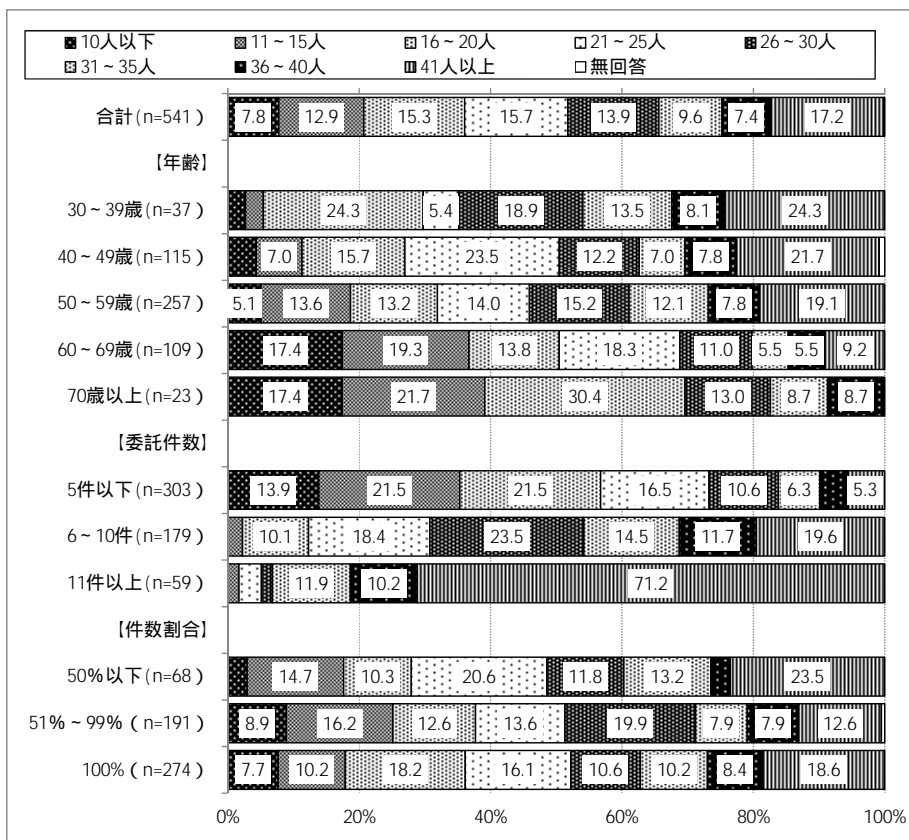 10人以下 11～15人 16～20人 21～25人 26～30人
31～35人 36～40人 41人以上 無回答
合計(n=541) 7.8 12.9 15.3 15.7 13.9 9.6 7.4 17.2
【年齢】
30～39歳(n=37) 24.3 5.4 18.9 13.5 8.1 24.3
40～49歳(n=115) 7.0 15.7 23.5 12.2 7.0 7.8 21.7
50～59歳(n=257) 5.1 13.6 13.2 14.0 15.2 12.1 7.8 19.1
60～69歳(n=109) 17.4 19.3 13.8 18.3 11.0 5.5 5.5 9.2
70歳以上(n=23) 17.4 21.7 30.4 13.0 8.7 8.7
【委託件数】
5件以下(n=303) 13.9 21.5 21.5 16.5 10.6 6.3 5.3
6～10件(n=179) 10.1 18.4 23.5 14.5 11.7 19.6
11件以上(n=59) 11.9 10.2 71.2
【件数割合】
50％以下(n=68) 14.7 10.3 20.6 11.8 13.2 23.5
51％～99％(n=191) 8.9 16.2 12.6 13.6 19.9 7.9 7.9 12.6
100％(n=274) 7.7 10.2 18.2 16.1 10.6 10.2 8.4 18.6
0% 20% 40% 60% 80% 100%